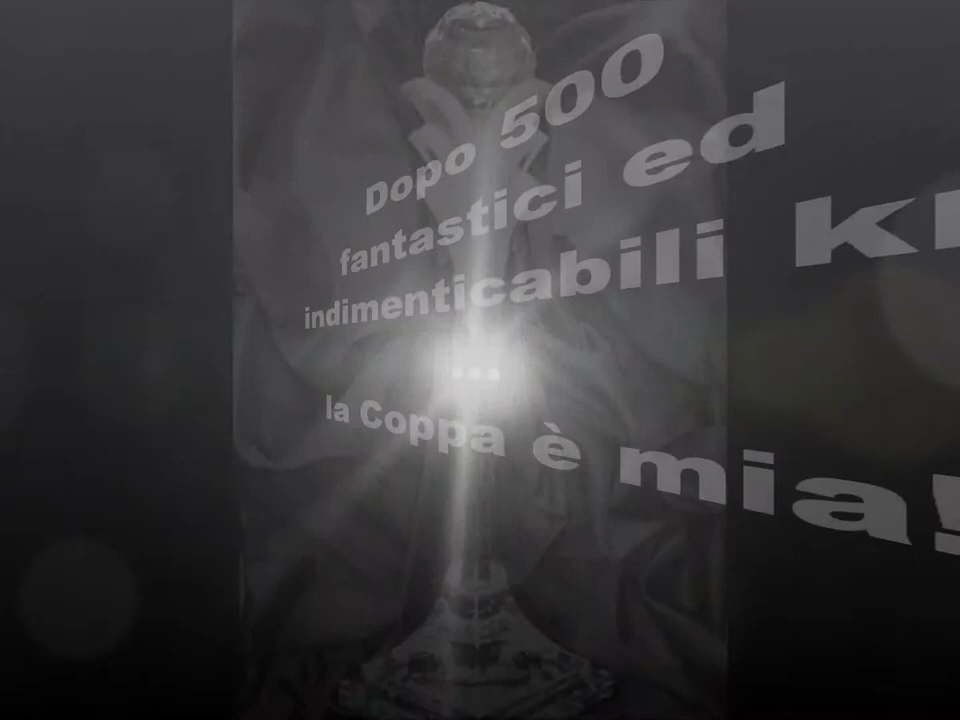 Dopo 500
fantastici ed
indimenticabili
...
la Coppa è mia!